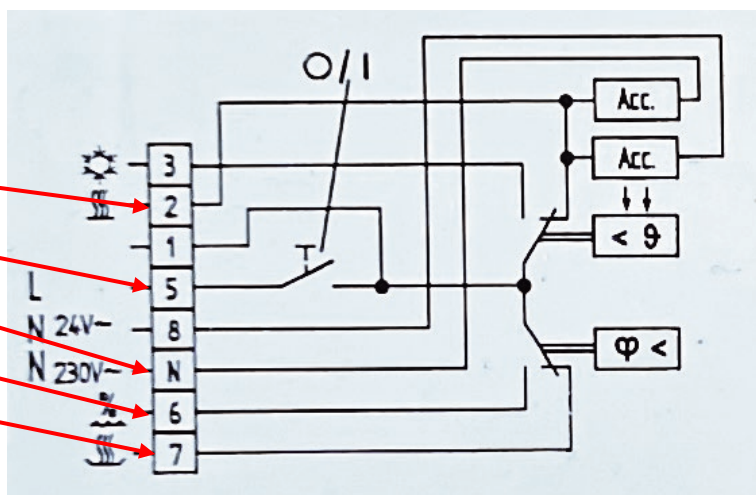 O/I
Acc.
Acc.
3
2
1
L 5
< ϑ
N 24V~ 8
N 230V~ N
φ <
6
%
7